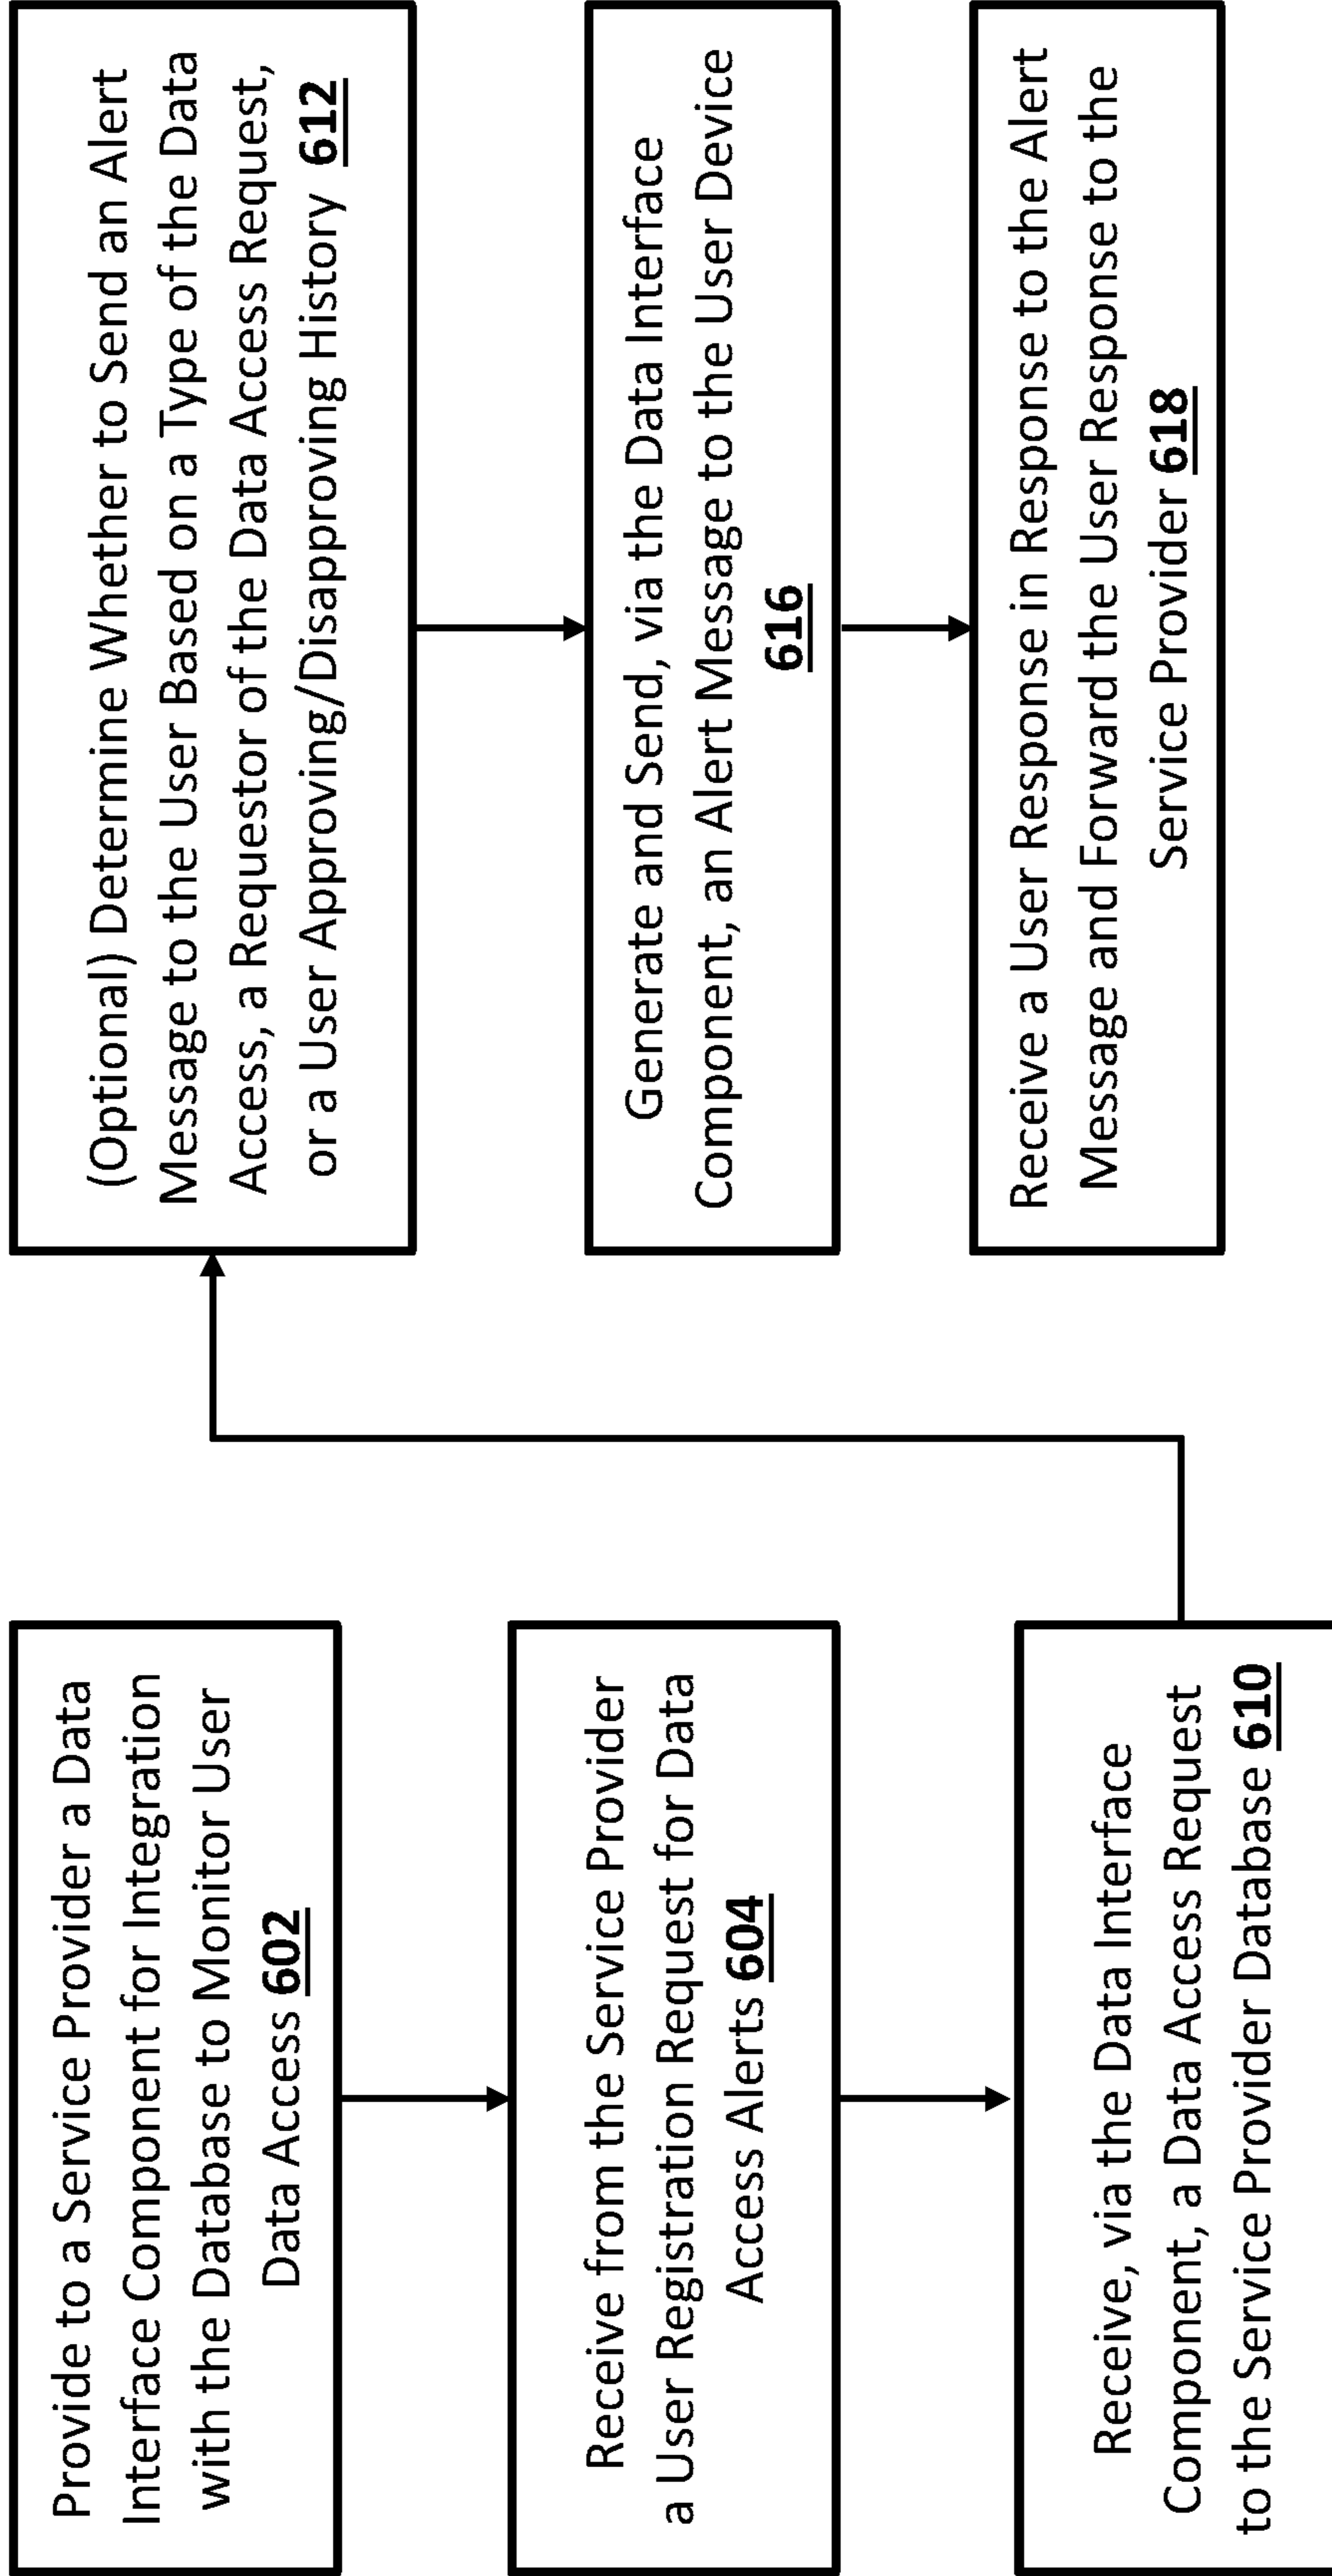 Provide to a Service Provider a Data
Interface Component for Integration
with the Database to Monitor User
Data Access 602
Receive from the Service Provider
a User Registration Request for Data
Access Alerts 604
Receive, via the Data Interface
Component, a Data Access Request
to the Service Provider Database 610
(Optional) Determine Whether to Send an Alert
Message to the User Based on a Type of the Data
Access, a Requestor of the Data Access Request,
or a User Approving/Disapproving History 612
Generate and Send, via the Data Interface
Component, an Alert Message to the User Device
616
Receive a User Response in Response to the Alert
Message and Forward the User Response to the
Service Provider 618